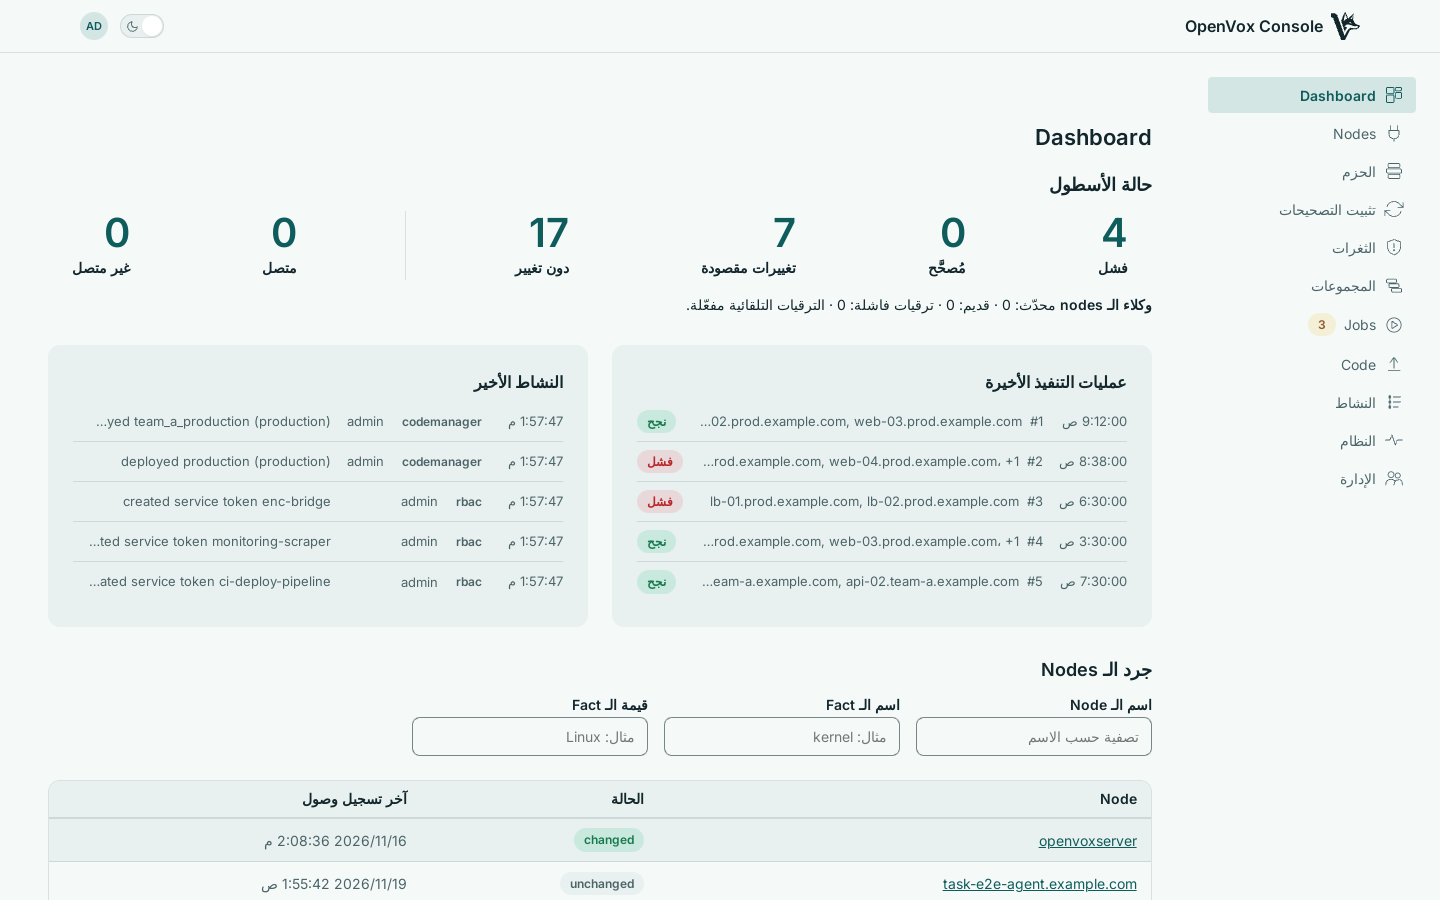 OpenVox Console
AD
Dashboard
Nodes
الحزم
تثبيت التصحيحات
الثغرات
المجموعات
Jobs 3
Code
النشاط
النظام
الإدارة
Dashboard
حالة الأسطول
4 0 7 17 0 0
فشل مُصحَّح تغييرات مقصودة دون تغيير متصل غير متصل
وكلاء الـ nodes محدّث: 0 · قديم: 0 · ترقيات فاشلة: 0 · الترقيات التلقائية مفعّلة.
عمليات التنفيذ الأخيرة
9:12:00 ص #1 …02.prod.example.com, web-03.prod.example.com نجح
8:38:00 ص #2 …rod.example.com, web-04.prod.example.com، +1 فشل
6:30:00 ص #3 lb-01.prod.example.com, lb-02.prod.example.com فشل
3:30:00 ص #4 …rod.example.com, web-03.prod.example.com، +1 نجح
7:30:00 ص #5 …eam-a.example.com, api-02.team-a.example.com نجح
النشاط الأخير
1:57:47 م codemanager admin …yed team_a_production (production)
1:57:47 م codemanager admin deployed production (production)
1:57:47 م rbac admin created service token enc-bridge
1:57:47 م rbac admin …ted service token monitoring-scraper
1:57:47 م rbac admin …ated service token ci-deploy-pipeline
جرد الـ Nodes
اسم الـ Node اسم الـ Fact قيمة الـ Fact
تصفية حسب الاسم مثال: kernel مثال: Linux
Node الحالة آخر تسجيل وصول
openvoxserver changed 2026/11/16 2:08:36 م
task-e2e-agent.example.com unchanged 2026/11/19 1:55:42 ص